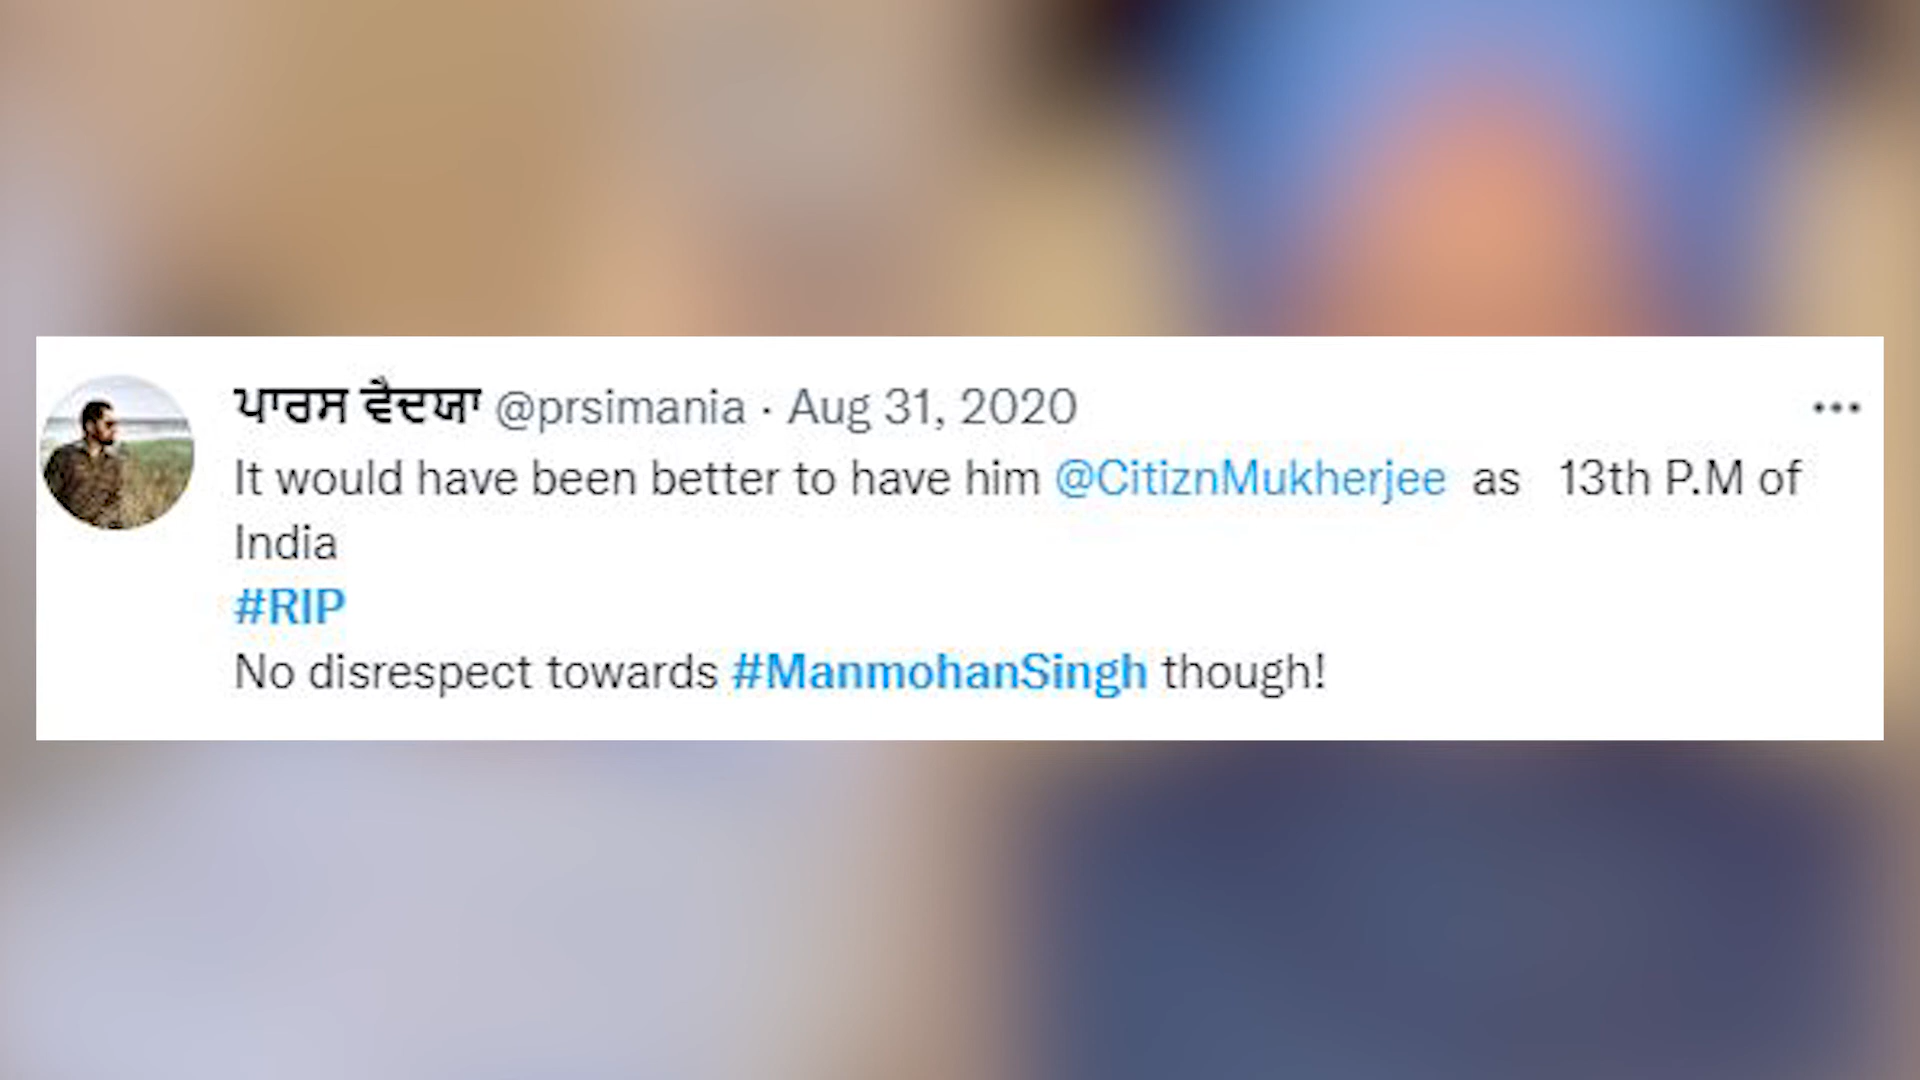 ਪਾਰਸ ਵੈਦਯਾ @prsimania · Aug 31, 2020
It would have been better to have him @CitiznMukherjee as 13th P.M of
India
#RIP
No disrespect towards #ManmohanSingh though!